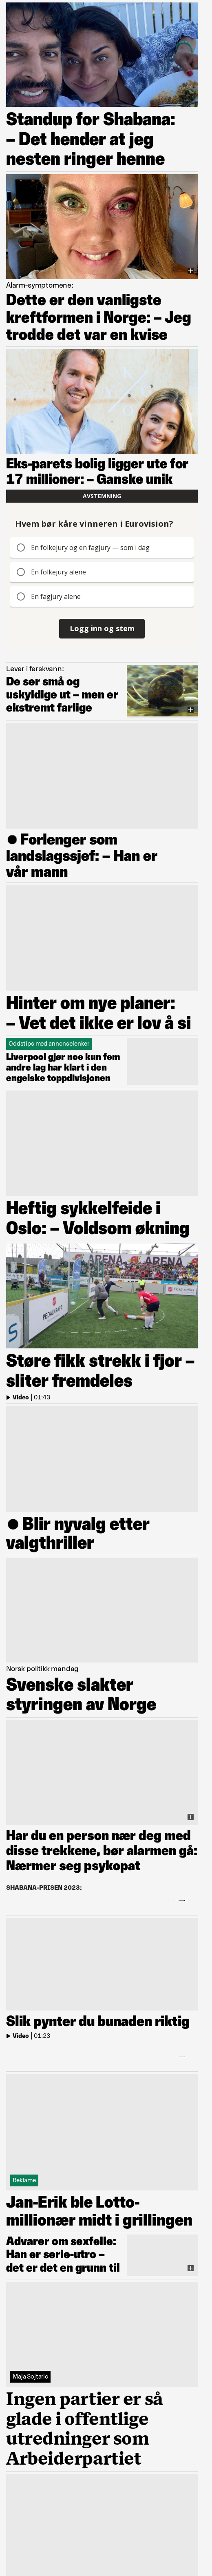 Standup for Shabana:
– Det hender at jeg
nesten ringer henne
Alarm-symptomene:
Dette er den vanligste
kreftformen i Norge: – Jeg
trodde det var en kvise
Eks-parets bolig ligger ute for
17 millioner: – Ganske unik
AVSTEMNING
Hvem bør kåre vinneren i Eurovision?
En folkejury og en fagjury — som i dag
En folkejury alene
En fagjury alene
Logg inn og stem
Lever i ferskvann:
De ser små og
uskyldige ut – men er
ekstremt farlige
● Forlenger som
landslagssjef: – Han er
vår mann
Hinter om nye planer:
– Vet det ikke er lov å si
Oddstips med annonselenker
Liverpool gjør noe kun fem
andre lag har klart i den
engelske toppdivisjonen
Heftig sykkelfeide i
Oslo: – Voldsom økning
ARENA ARENA
Støre fikk strekk i fjor –
sliter fremdeles
Video | 01:43
● Blir nyvalg etter
valgthriller
Norsk politikk mandag
Svenske slakter
styringen av Norge
Har du en person nær deg med
disse trekkene, bør alarmen gå:
Nærmer seg psykopat
SHABANA-PRISEN 2023:
Slik pynter du bunaden riktig
Video | 01:23
Reklame
Jan-Erik ble Lotto-
millionær midt i grillingen
Advarer om sexfelle:
Han er serie-utro –
det er det en grunn til
Maja Sojtaric
Ingen partier er så
glade i offentlige
utredninger som
Arbeiderpartiet